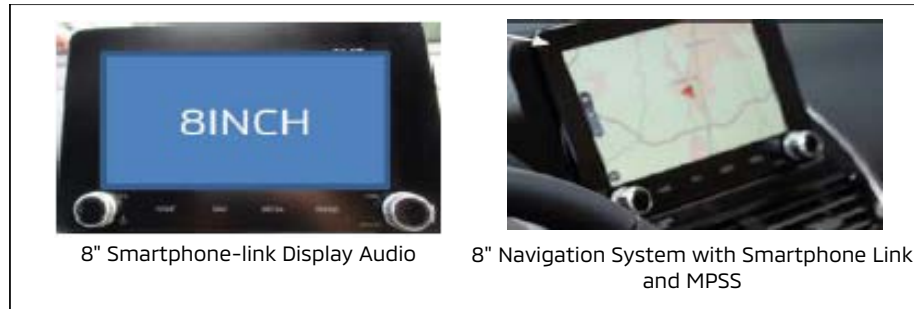 8INCH
8" Smartphone-link Display Audio
8" Navigation System with Smartphone Link
and MPSS